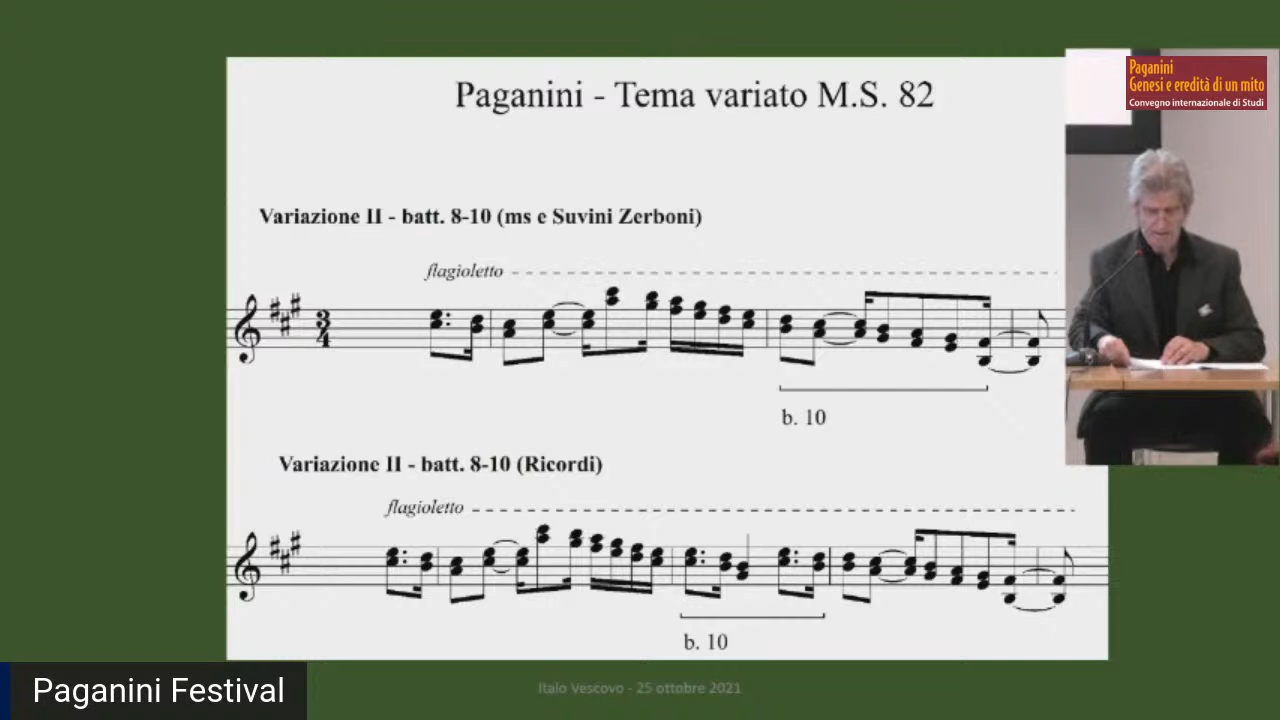 Paganini
Genesi e eredità di un mito
Convegno internazionale di Studi
Paganini - Tema variato M.S. 82
Variazione II - batt. 8-10 (ms e Suvini Zerboni)
flagioletto
3
4
b. 10
Variazione II - batt. 8-10 (Ricordi)
flagioletto
b. 10
Paganini Festival
Italo Vescovo - 25 ottobre 2021